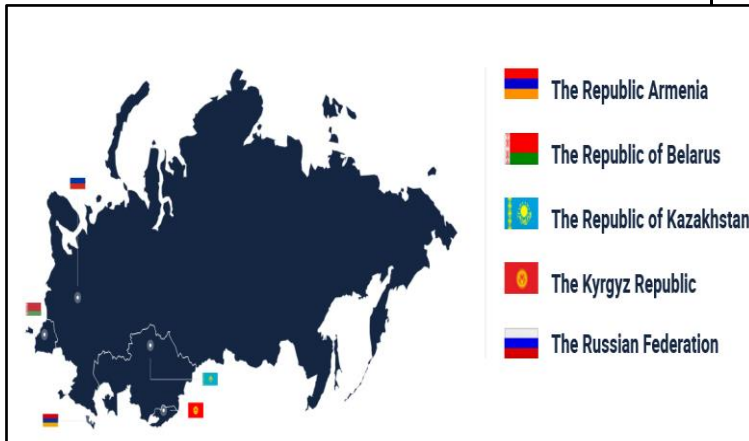 The Republic Armenia
The Republic of Belarus
The Republic of Kazakhstan
The Kyrgyz Republic
The Russian Federation